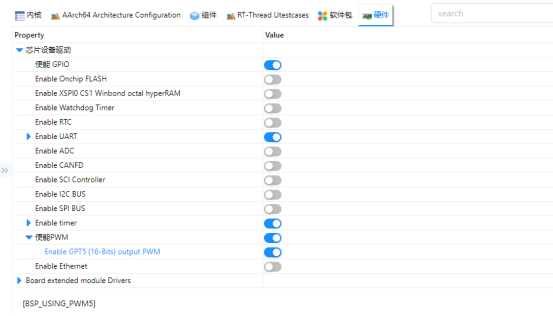 内核 AArch64 Architecture Configuration 组件 RT-Thread Utestcases 软件包 硬件 search
Property Value
芯片设备驱动
使能 GPIO
Enable Onchip FLASH
Enable XSPI0 CS1 Winbond octal hyperRAM
Enable Watchdog Timer
Enable RTC
Enable UART
Enable ADC
Enable CANFD
Enable SCI Controller
Enable I2C BUS
Enable SPI BUS
Enable timer
使能PWM
Enable GPT5 (16-Bits) output PWM
Enable Ethernet
Board extended module Drivers
[BSP_USING_PWM5]